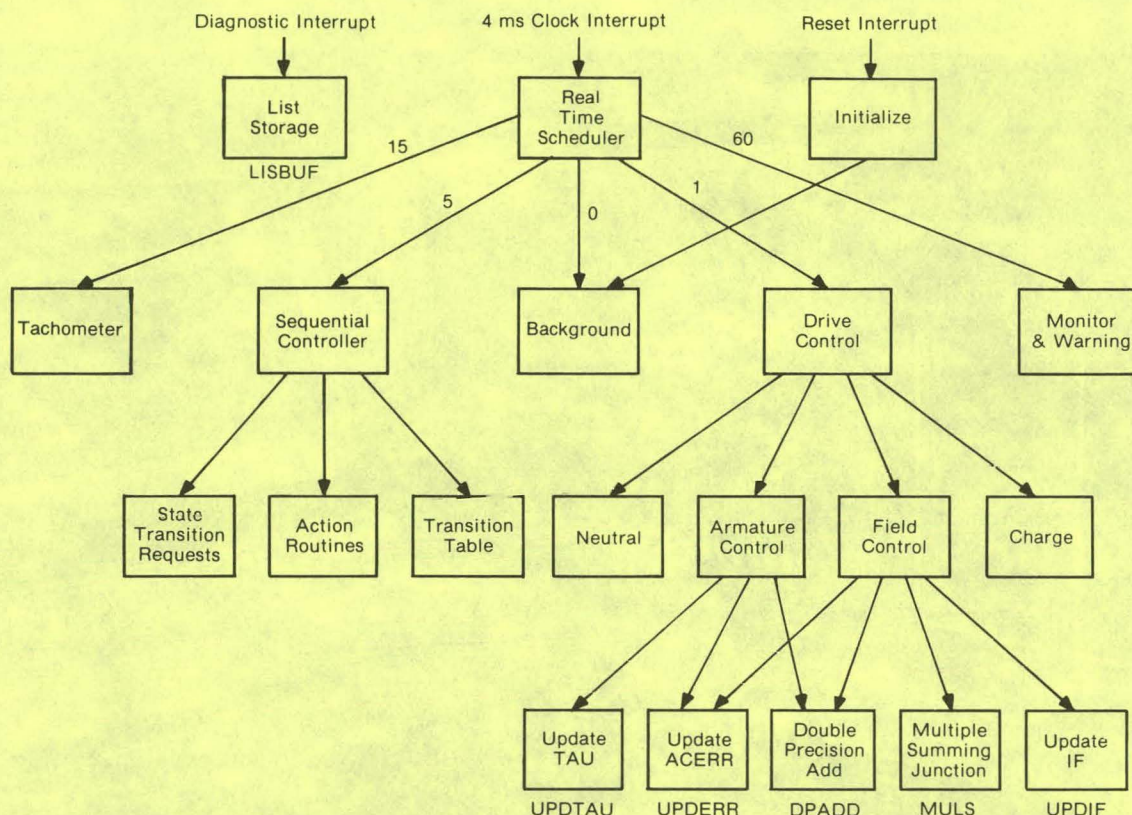 Diagnostic Interrupt
4 ms Clock Interrupt
Reset Interrupt
List
Storage
LISBUF
Real
Time
Scheduler
Initialize
15
5
0
1
60
Tachometer
Sequential
Controller
Background
Drive
Control
Monitor
& Warning
State
Transition
Requests
Action
Routines
Transition
Table
Neutral
Armature
Control
Field
Control
Charge
Update
TAU
UPDTAU
Update
ACERR
UPDERR
Double
Precision
Add
DPADD
Multiple
Summing
Junction
MULS
Update
IF
UPDIF